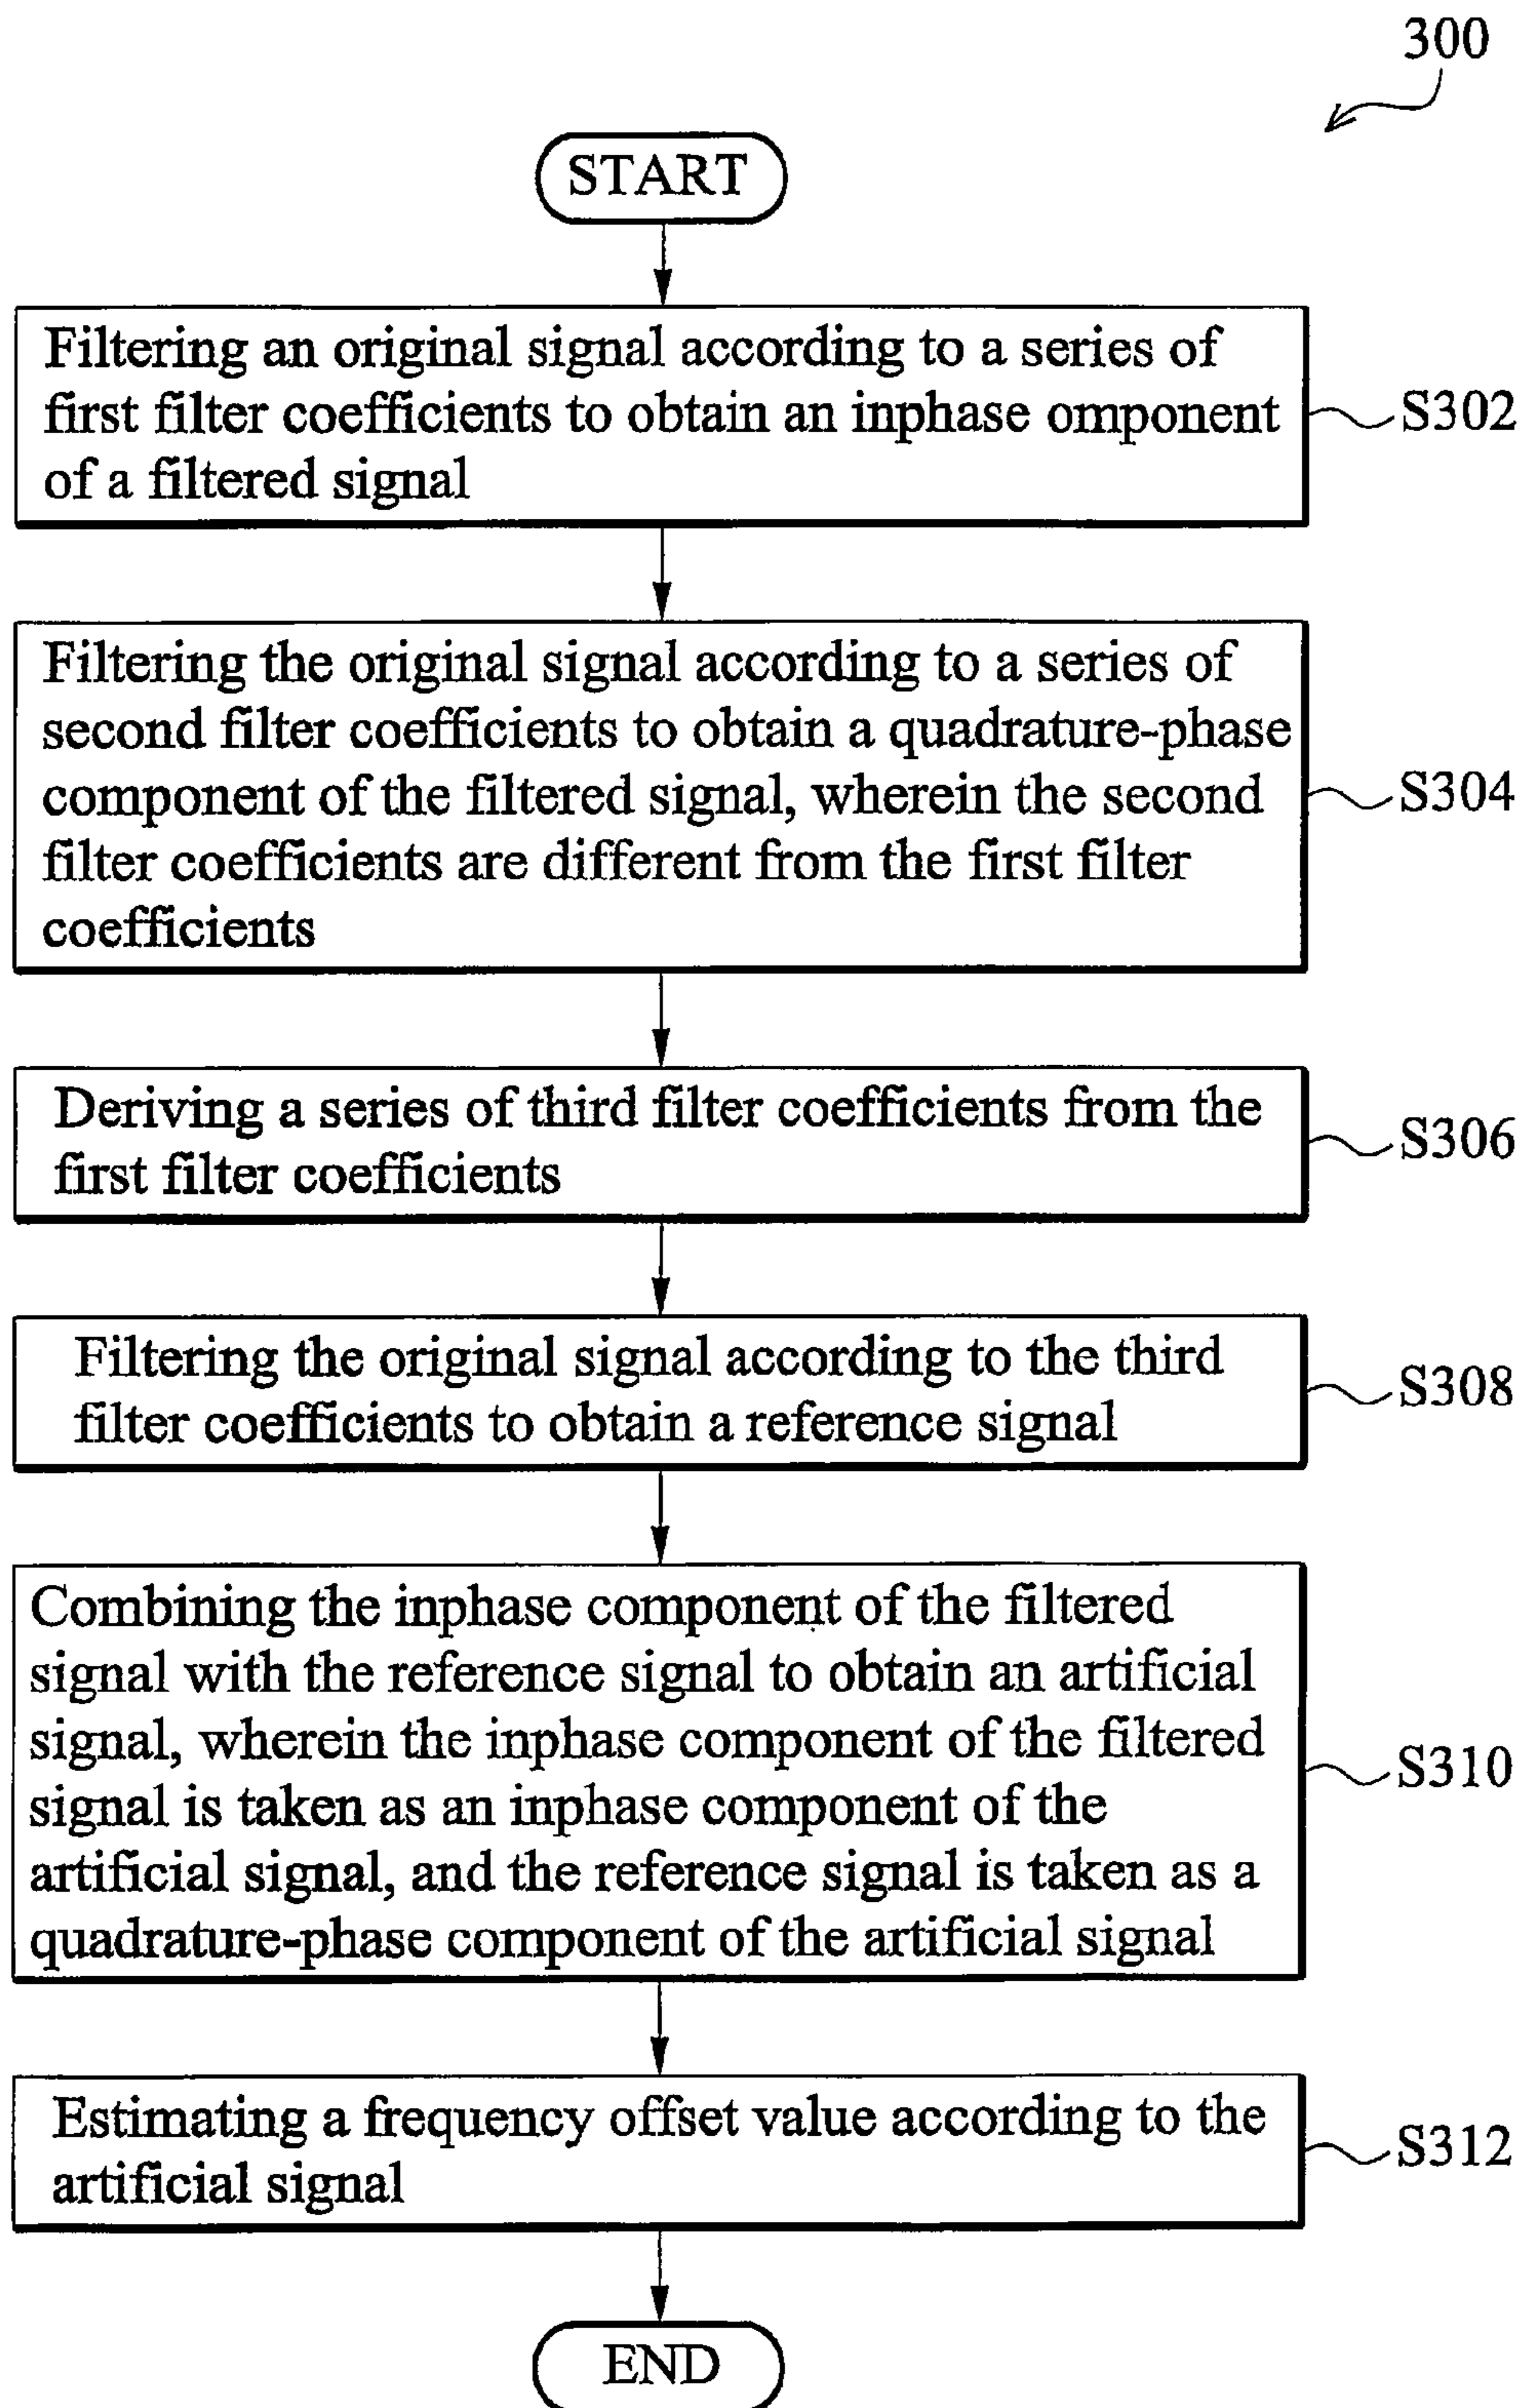 300
START
Filtering an original signal according to a series of
first filter coefficients to obtain an inphase omponent
of a filtered signal
S302
Filtering the original signal according to a series of
second filter coefficients to obtain a quadrature-phase
component of the filtered signal, wherein the second
filter coefficients are different from the first filter
coefficients
S304
Deriving a series of third filter coefficients from the
first filter coefficients
S306
Filtering the original signal according to the third
filter coefficients to obtain a reference signal
S308
Combining the inphase component of the filtered
signal with the reference signal to obtain an artificial
signal, wherein the inphase component of the filtered
signal is taken as an inphase component of the
artificial signal, and the reference signal is taken as a
quadrature-phase component of the artificial signal
S310
Estimating a frequency offset value according to the
artificial signal
S312
END